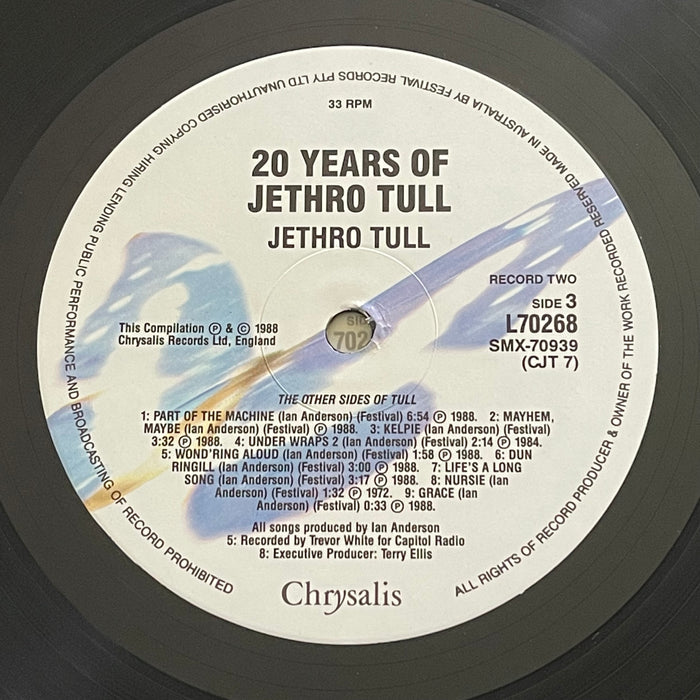 MADE IN AUSTRALIA BY FESTIVAL RECORDS PTY LTD UNAUTHORISED COPYING HIRING LENDING PUBLIC PERFORMANCE AND BROADCASTING OF RECORD PROHIBITED
ALL RIGHTS OF RECORD PRODUCER & OWNER OF THE WORK RECORDED RESERVED
33 RPM
20 YEARS OF
JETHRO TULL
JETHRO TULL
RECORD TWO
SIDE 3
L70268
SMX-70939
(CJT 7)
This Compilation Ⓟ & © 1988
Chrysalis Records Ltd, England
SID
702
THE OTHER SIDES OF TULL
1: PART OF THE MACHINE (Ian Anderson) (Festival) 6:54 Ⓟ 1988. 2: MAYHEM,
MAYBE (Ian Anderson) (Festival) Ⓟ 1988. 3: KELPIE (Ian Anderson) (Festival)
3:32 Ⓟ 1988. 4: UNDER WRAPS 2 (Ian Anderson) (Festival) 2:14 Ⓟ 1984.
5: WOND'RING ALOUD (Ian Anderson) (Festival) 1:58 Ⓟ 1988. 6: DUN
RINGILL (Ian Anderson) (Festival) 3:00 Ⓟ 1988. 7: LIFE'S A LONG
SONG (Ian Anderson) (Festival) 3:17 Ⓟ 1988. 8: NURSIE (Ian
Anderson) (Festival) 1:32 Ⓟ 1972. 9: GRACE (Ian
Anderson) (Festival) 0:33 Ⓟ 1988.
All songs produced by Ian Anderson
5: Recorded by Trevor White for Capitol Radio
8: Executive Producer: Terry Ellis
Chrysalis